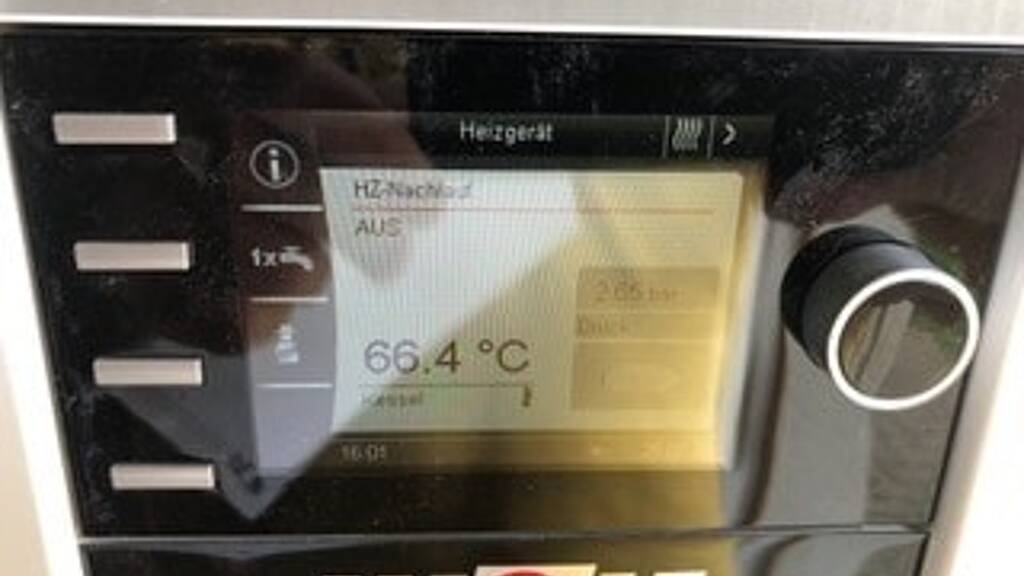 Heizgerät
HZ-Nachlauf
AUS
1x
2.65 bar
Druck
66.4 °C
Kessel
16:01